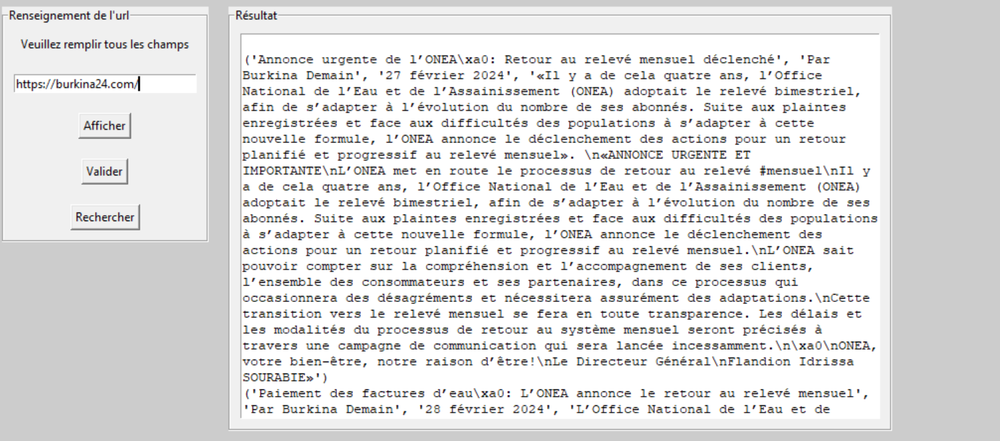 Renseignement de l'url
Veuillez remplir tous les champs
https://burkina24.com/
Afficher
Valider
Rechercher
Résultat
('Annonce urgente de l’ONEA\xa0: Retour au relevé mensuel déclenché', 'Par
Burkina Demain', '27 février 2024', '«Il y a de cela quatre ans, l’Office
National de l’Eau et de l’Assainissement (ONEA) adoptait le relevé bimestriel,
afin de s’adapter à l’évolution du nombre de ses abonnés. Suite aux plaintes
enregistrées et face aux difficultés des populations à s’adapter à cette
nouvelle formule, l’ONEA annonce le déclenchement des actions pour un retour
planifié et progressif au relevé mensuel». \n«ANNONCE URGENTE ET
IMPORTANTE\nL’ONEA met en route le processus de retour au relevé #mensuel\nIl y
a de cela quatre ans, l’Office National de l’Eau et de l’Assainissement (ONEA)
adoptait le relevé bimestriel, afin de s’adapter à l’évolution du nombre de ses
abonnés. Suite aux plaintes enregistrées et face aux difficultés des populations
à s’adapter à cette nouvelle formule, l’ONEA annonce le déclenchement des
actions pour un retour planifié et progressif au relevé mensuel.\nL’ONEA sait
pouvoir compter sur la compréhension et l’accompagnement de ses clients,
l’ensemble des consommateurs et ses partenaires, dans ce processus qui
occasionnera des désagréments et nécessitera assurément des adaptations.\nCette
transition vers le relevé mensuel se fera en toute transparence. Les délais et
les modalités du processus de retour au système mensuel seront précisés à
travers une campagne de communication qui sera lancée incessamment.\n\xa0\nONEA,
votre bien-être, notre raison d’être!\nLe Directeur Général\nFlandion Idrissa
SOURABIE»')
('Paiement des factures d’eau\xa0: L’ONEA annonce le retour au relevé mensuel',
'Par Burkina Demain', '28 février 2024', 'L’Office National de l’Eau et de